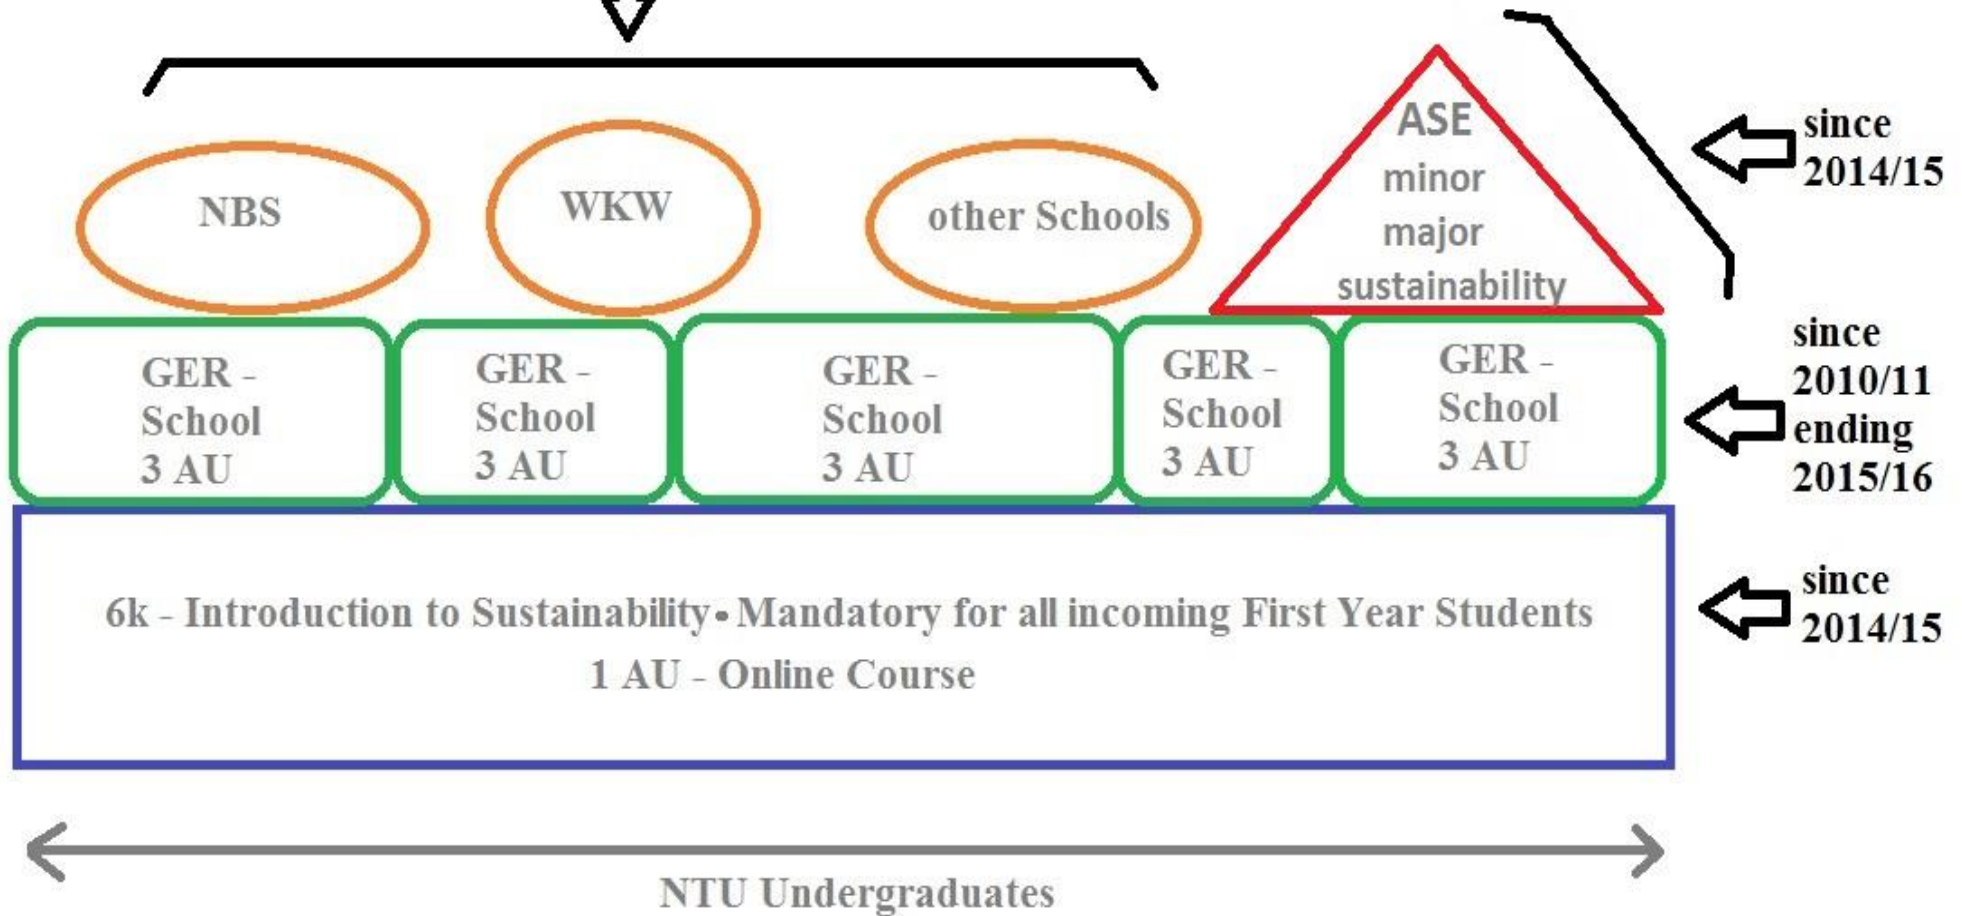 NBS
WKW
other Schools
ASE
minor
major
sustainability
since
2014/15
GER -
School
3 AU
GER -
School
3 AU
GER -
School
3 AU
GER -
School
3 AU
GER -
School
3 AU
since
2010/11
ending
2015/16
6k - Introduction to Sustainability • Mandatory for all incoming First Year Students
1 AU - Online Course
since
2014/15
NTU Undergraduates